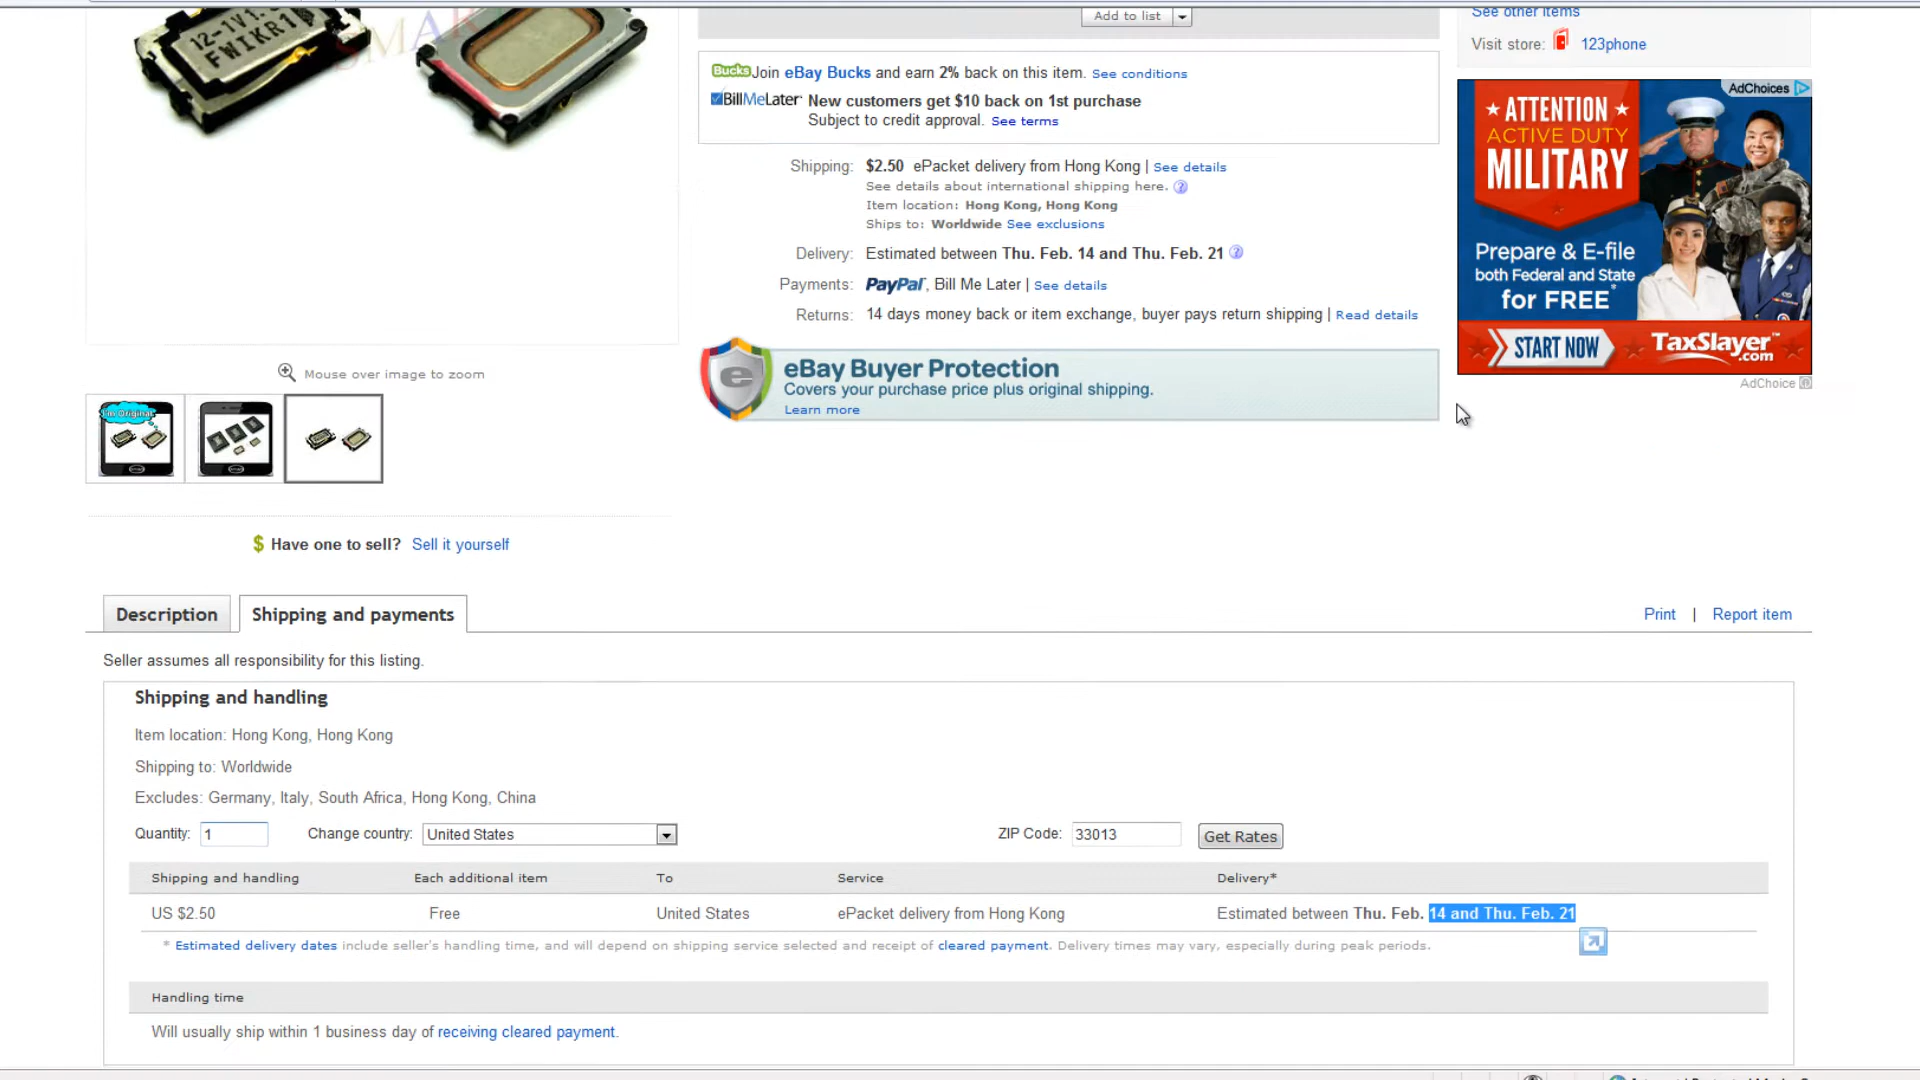 12-1V1.
FWIKR1
SMAR
Add to list
See other items
Visit store: 123phone
Bucks Join eBay Bucks and earn 2% back on this item. See conditions
BillMeLater New customers get $10 back on 1st purchase
Subject to credit approval. See terms
Shipping: $2.50 ePacket delivery from Hong Kong | See details
See details about international shipping here. ?
Item location: Hong Kong, Hong Kong
Ships to: Worldwide See exclusions
Delivery: Estimated between Thu. Feb. 14 and Thu. Feb. 21 ?
Payments: PayPal, Bill Me Later | See details
Returns: 14 days money back or item exchange, buyer pays return shipping | Read details
eBay Buyer Protection
Covers your purchase price plus original shipping.
Learn more
AdChoices
ATTENTION
ACTIVE DUTY
MILITARY
Prepare & E-file
both Federal and State
for FREE*
START NOW
TaxSlayer™
.com
AdChoice
Mouse over image to zoom
I'm Original
$ Have one to sell? Sell it yourself
Description
Shipping and payments
Print | Report item
Seller assumes all responsibility for this listing.
Shipping and handling
Item location: Hong Kong, Hong Kong
Shipping to: Worldwide
Excludes: Germany, Italy, South Africa, Hong Kong, China
Quantity: 1 Change country: United States ZIP Code: 33013 Get Rates
Shipping and handling Each additional item To Service Delivery*
US $2.50 Free United States ePacket delivery from Hong Kong Estimated between Thu. Feb. 14 and Thu. Feb. 21
* Estimated delivery dates include seller's handling time, and will depend on shipping service selected and receipt of cleared payment. Delivery times may vary, especially during peak periods.
Handling time
Will usually ship within 1 business day of receiving cleared payment.